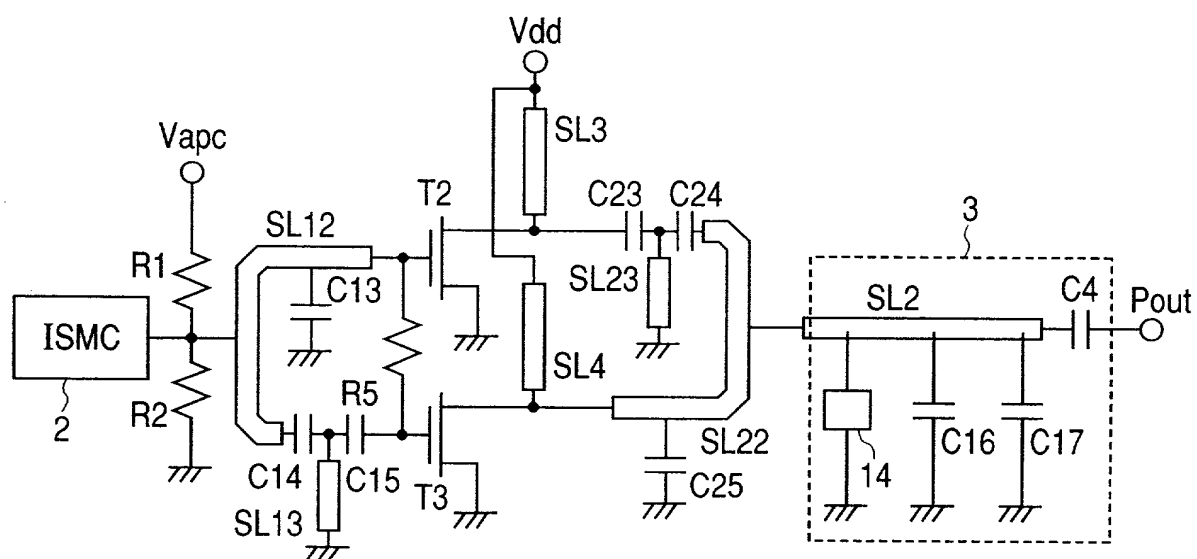 Vdd
Vapc
SL3
T2
C23
C24
3
SL12
R1
C13
SL23
C4
Pout
SL2
ISMC
SL4
2
R2
R5
C14
C15
SL13
T3
SL22
C25
14
C16
C17